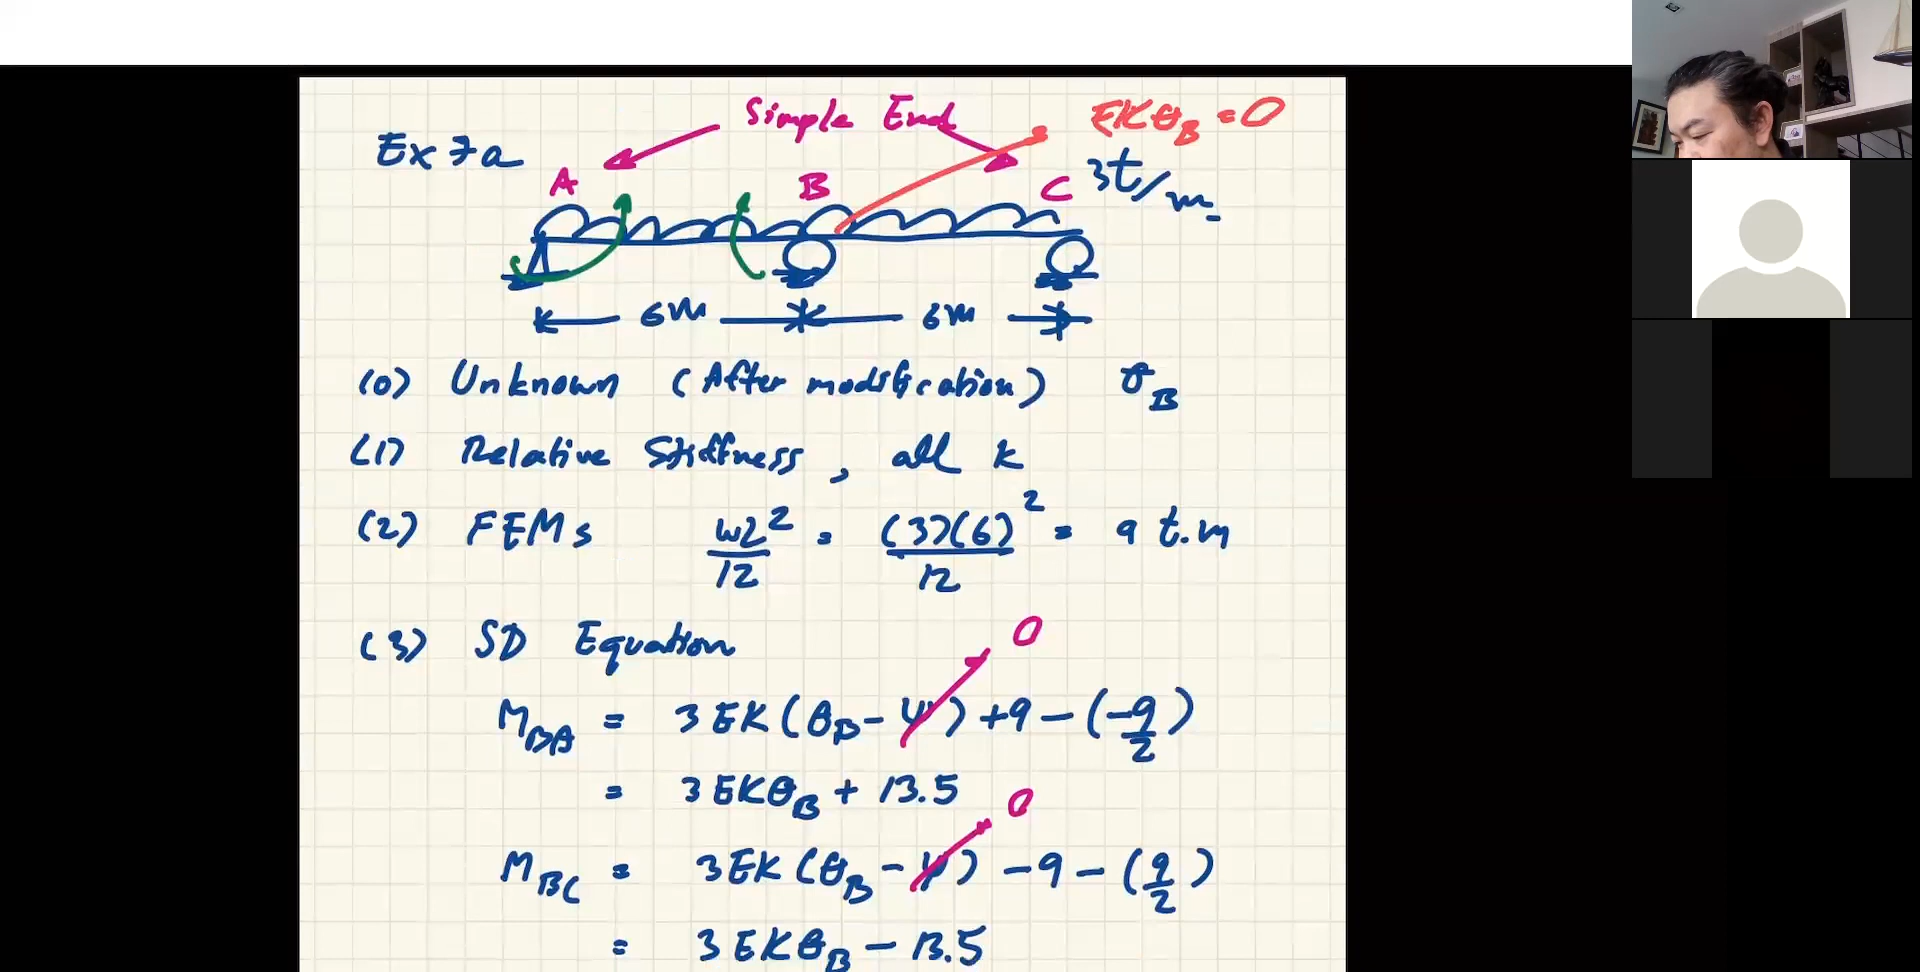 Simple End
EKθB = 0
Ex 7a
A B C 3t/m
6m 6m
(0) Unknown (After modification) θB
(1) Relative Stiffness, all k
(2) FEMs wL²/12 = (3)(6)²/12 = 9 t.m
(3) SD Equation
MBA = 3EK(θB - ψ) + 9 - (-9/2) 0
= 3EKθB + 13.5
MBC = 3EK(θB - ψ) - 9 - (9/2) 0
= 3EKθB - 13.5